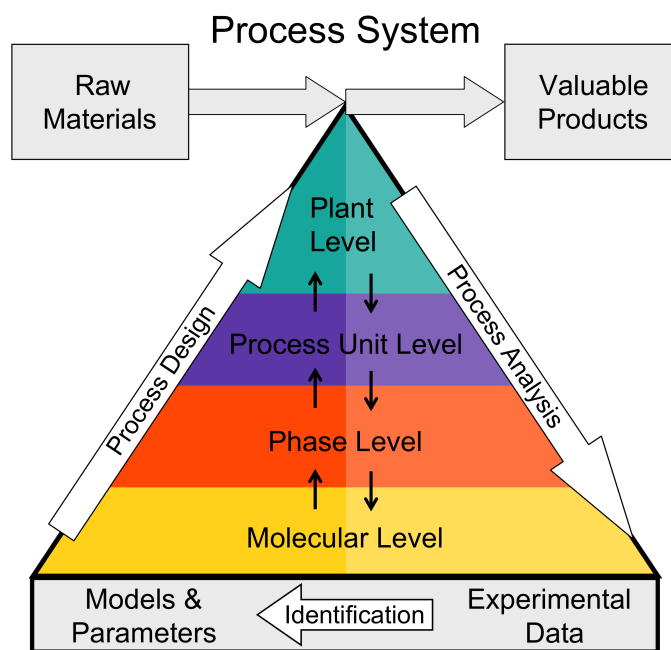 Process System
Raw
Materials
Valuable
Products
Plant
Level
Process Design
Process Analysis
Process Unit Level
Phase Level
Molecular Level
Models &
Parameters
Identification
Experimental
Data